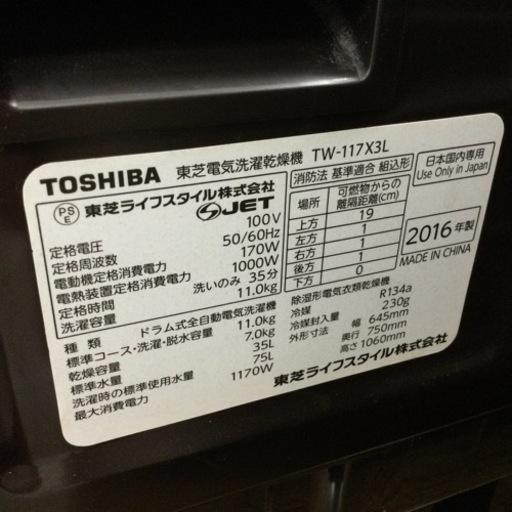 TOSHIBA 東芝電気洗濯乾燥機 TW-117X3L
PS E 東芝ライフスタイル株式会社
JET
定格電圧 100V
定格周波数 50/60Hz
電動機定格消費電力 170W
電熱装置定格消費電力 1000W
定格時間 洗いのみ 35分
洗濯容量 11.0kg
種類 ドラム式全自動電気洗濯機
標準コース・洗濯・脱水容量 11.0kg
乾燥容量 7.0kg
標準水量 35L
洗濯時の標準使用水量 75L
最大消費電力 1170W
消防法 基準適合 組込形
場所 可燃物からの離隔距離(cm)
上方 19
左方 1
右方 1
後方 1
下方 0
除湿形電気衣類乾燥機
冷媒 R134a
冷媒封入量 230g
外形寸法 幅 645mm
奥行 750mm
高さ 1060mm
東芝ライフスタイル株式会社
日本国内専用
Use Only in Japan
2016年製
MADE IN CHINA